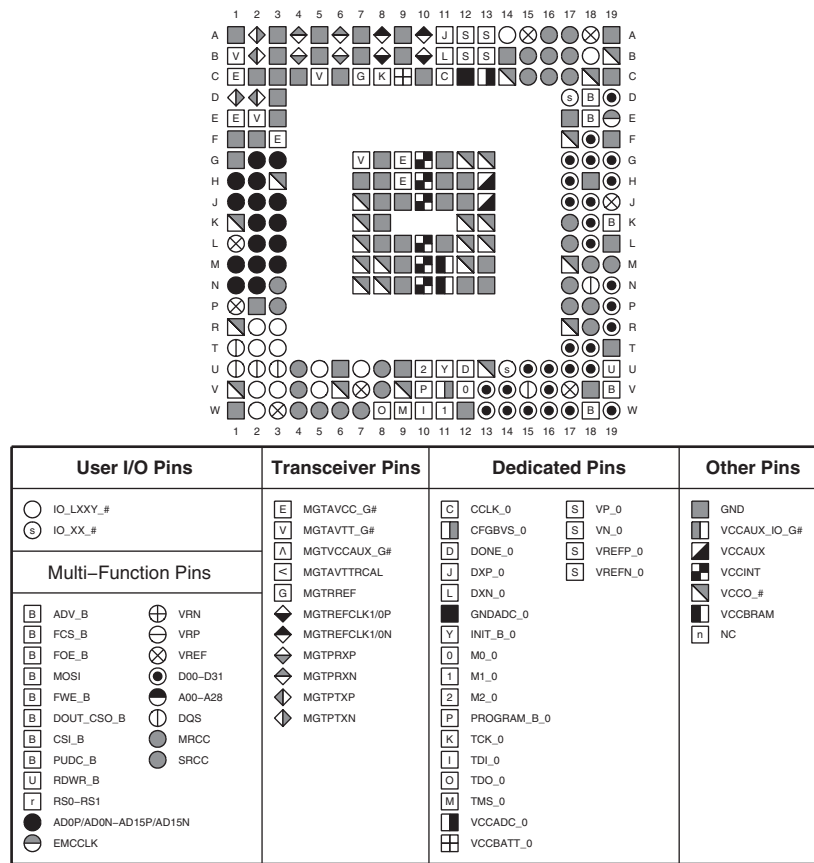 1 2 3 4 5 6 7 8 9 10 11 12 13 14 15 16 17 18 19
A J S S A
B V L S S B
C E V G K C C
D s B D
E E V B E
F E F
G V E G
H E H
J J
K B K
L L
M M
N N
P P
R R
T T
U 2 Y D s U U
V P 0 B V
W O M I 1 B W
1 2 3 4 5 6 7 8 9 10 11 12 13 14 15 16 17 18 19
User I/O Pins
IO_LXXY_#
s IO_XX_#
Multi–Function Pins
B ADV_B
B FCS_B
B FOE_B
B MOSI
B FWE_B
B DOUT_CSO_B
B CSI_B
B PUDC_B
U RDWR_B
r RS0–RS1
AD0P/AD0N–AD15P/AD15N
EMCCLK
VRN
VRP
VREF
D00–D31
A00–A28
DQS
MRCC
SRCC
Transceiver Pins
E MGTAVCC_G#
V MGTAVTT_G#
V MGTVCCAUX_G#
V MGTAVTTRCAL
G MGTRREF
MGTREFCLK1/0P
MGTREFCLK1/0N
MGTPRXP
MGTPRXN
MGTPTXP
MGTPTXN
Dedicated Pins
C CCLK_0
CFGBVS_0
D DONE_0
J DXP_0
L DXN_0
GNDADC_0
Y INIT_B_0
0 M0_0
1 M1_0
2 M2_0
P PROGRAM_B_0
K TCK_0
I TDI_0
O TDO_0
M TMS_0
VCCADC_0
VCCBATT_0
S VP_0
S VN_0
S VREFP_0
S VREFN_0
Other Pins
GND
VCCAUX_IO_G#
VCCAUX
VCCINT
VCCO_#
VCCBRAM
n NC